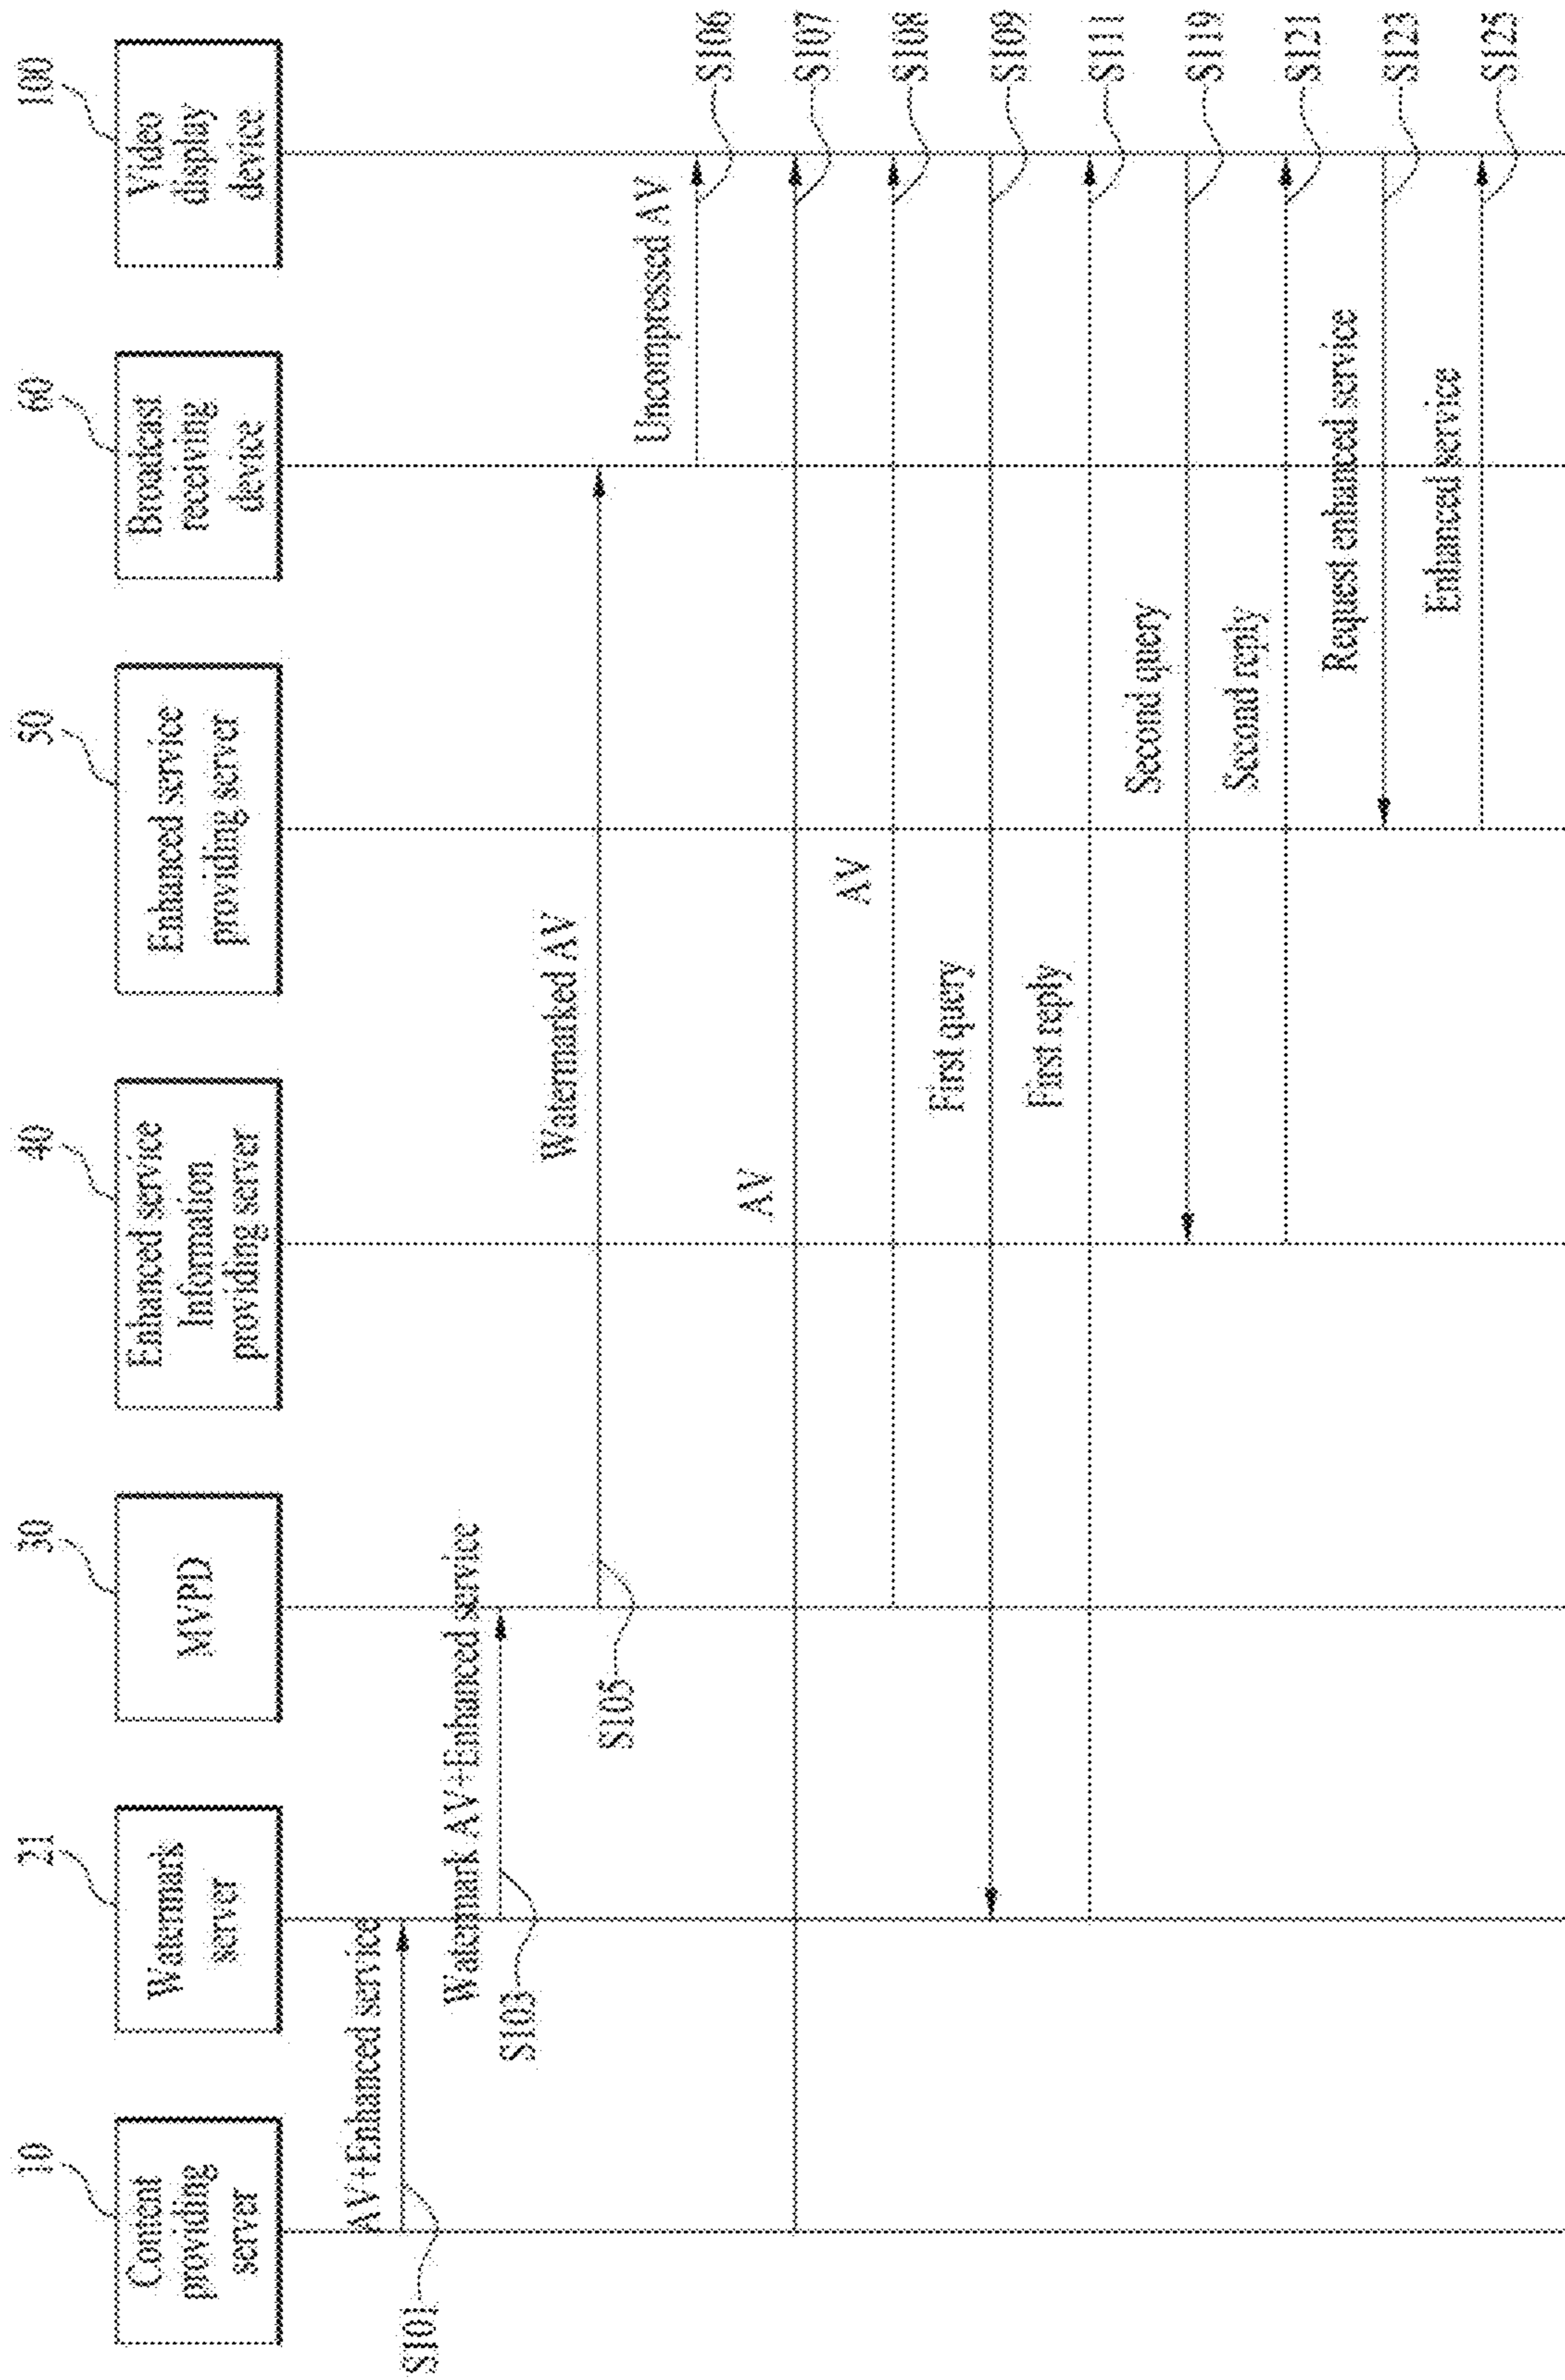 10
Content
providing
server
21
Watermark
server
30
MVPD
40
Enhanced service
Information
providing server
50
Enhanced service
providing server
60
Broadcast
receiving
device
100
Video
display
device
AV+Enhanced service
S101
Watermark AV+Enhanced service
S103
Watermarked AV
S105
Uncompressed AV
S106
AV
S107
AV
S108
First query
S109
First reply
S111
Second query
S119
Second reply
S121
Request enhanced service
S123
Enhanced service
S125